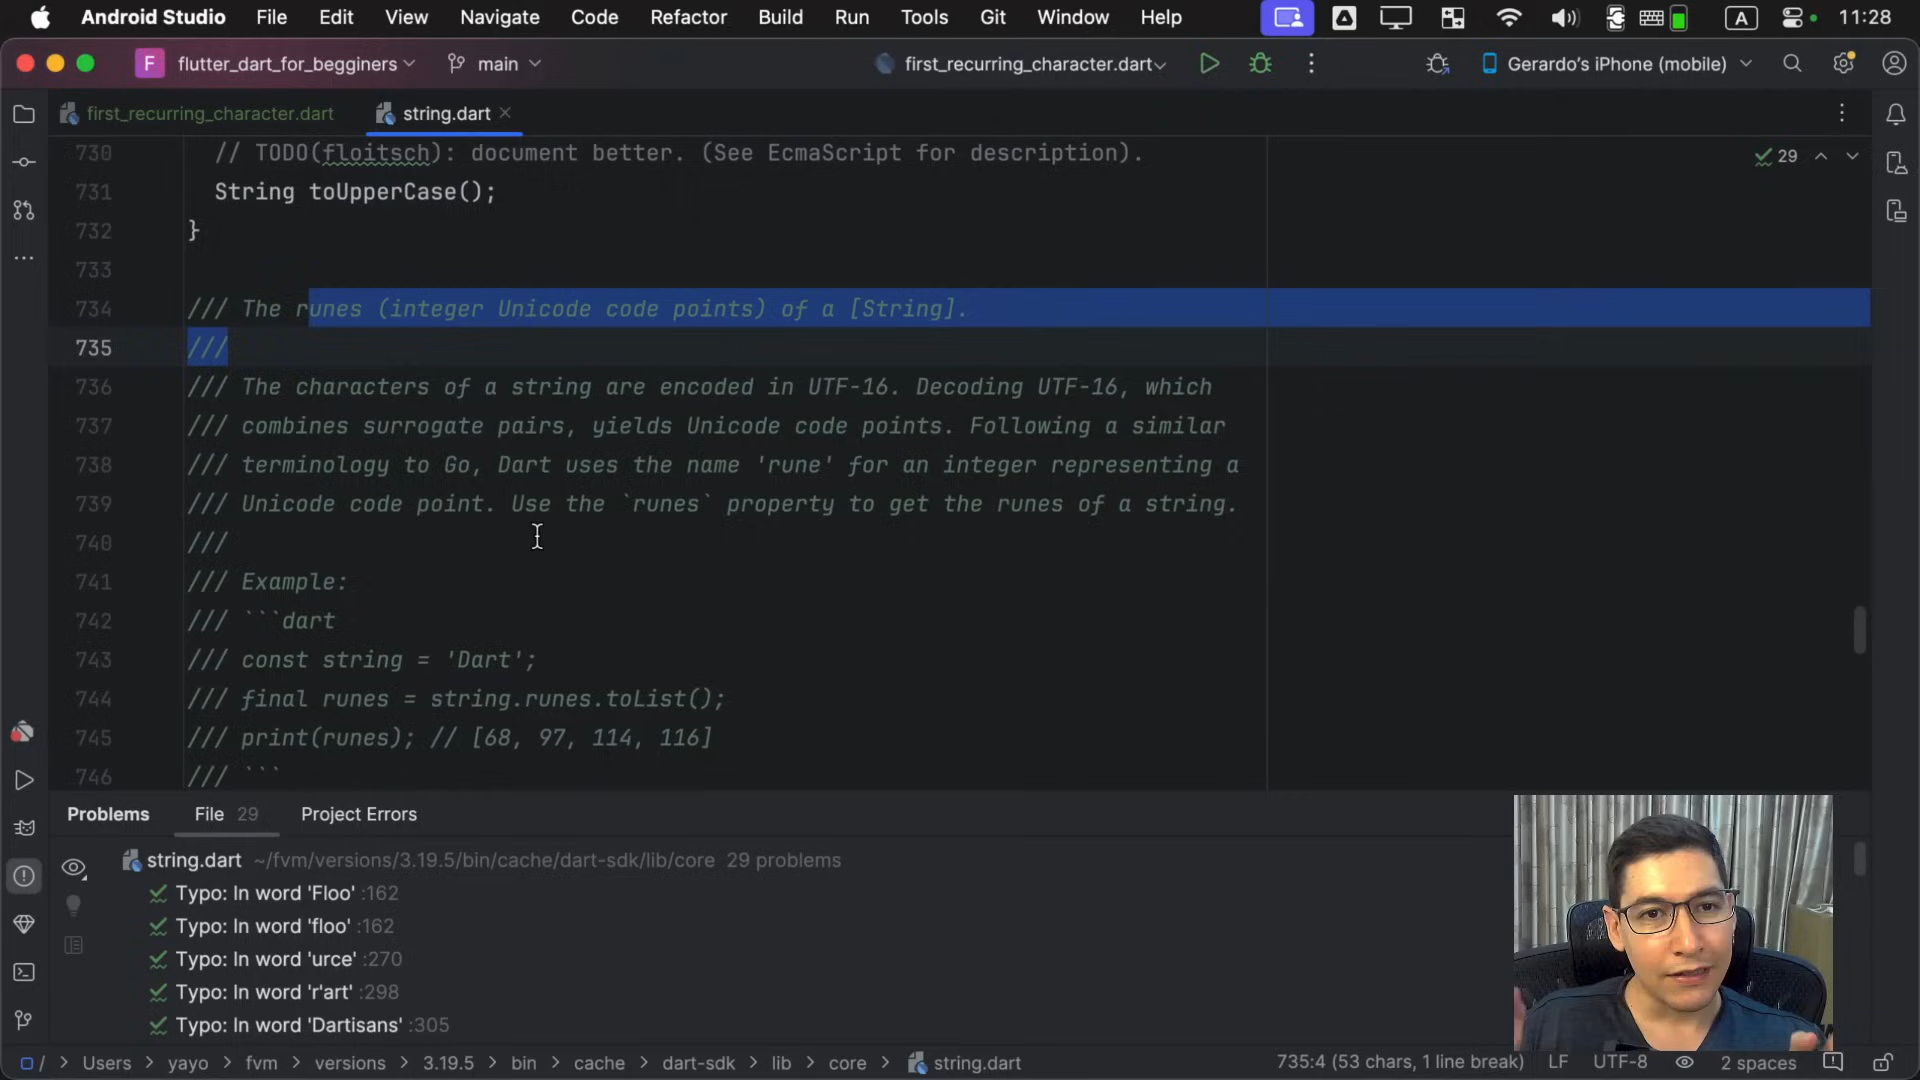 Android Studio File Edit View Navigate Code Refactor Build Run Tools Git Window Help A 11:28
F flutter_dart_for_begginers main first_recurring_character.dart Gerardo's iPhone (mobile)
first_recurring_character.dart string.dart
730 // TODO(floitsch): document better. (See EcmaScript for description). 29
731 String toUpperCase();
732 }
733
734 /// The runes (integer Unicode code points) of a [String].
735 ///
736 /// The characters of a string are encoded in UTF-16. Decoding UTF-16, which
737 /// combines surrogate pairs, yields Unicode code points. Following a similar
738 /// terminology to Go, Dart uses the name 'rune' for an integer representing a
739 /// Unicode code point. Use the `runes` property to get the runes of a string.
740 ///
741 /// Example:
742 /// ```dart
743 /// const string = 'Dart';
744 /// final runes = string.runes.toList();
745 /// print(runes); // [68, 97, 114, 116]
746 /// ```
Problems File 29 Project Errors
string.dart ~/fvm/versions/3.19.5/bin/cache/dart-sdk/lib/core 29 problems
Typo: In word 'Floo' :162
Typo: In word 'floo' :162
Typo: In word 'urce' :270
Typo: In word 'r'art' :298
Typo: In word 'Dartisans' :305
/ > Users > yayo > fvm > versions > 3.19.5 > bin > cache > dart-sdk > lib > core > string.dart 735:4 (53 chars, 1 line break) LF UTF-8 2 spaces